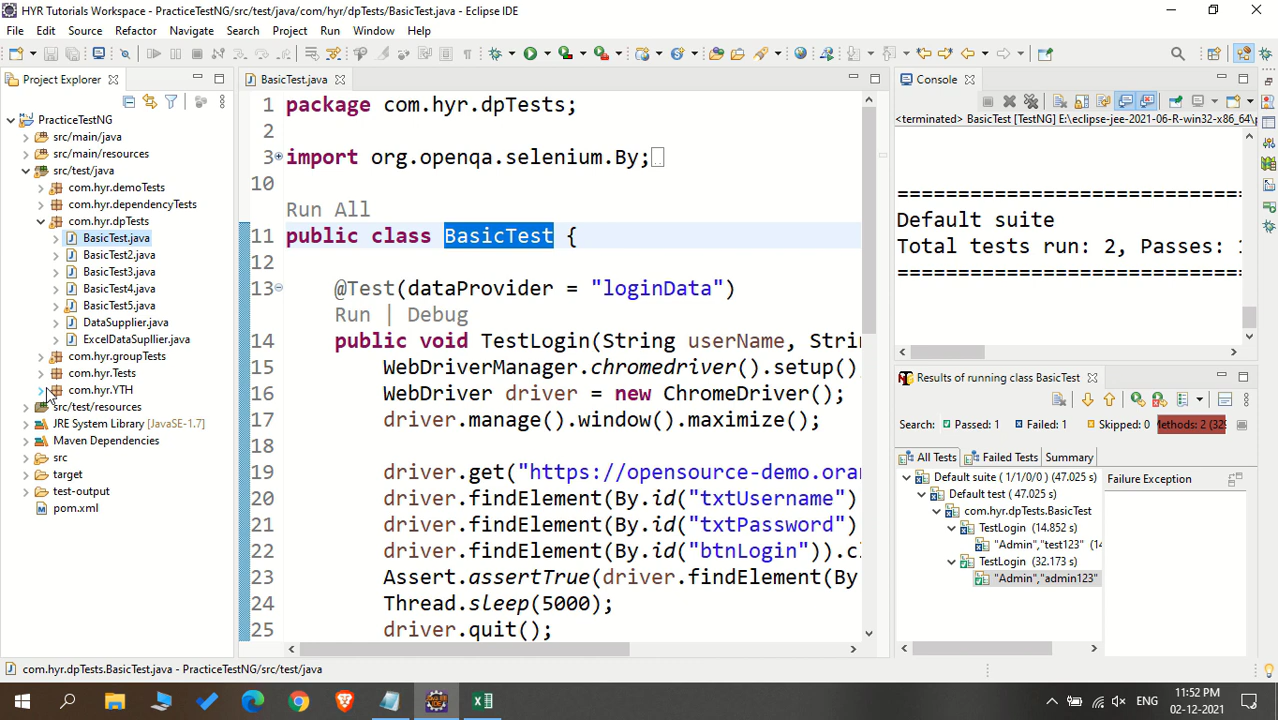 HYR Tutorials Workspace - PracticeTestNG/src/test/java/com/hyr/dpTests/BasicTest.java - Eclipse IDE
File Edit Source Refactor Navigate Search Project Run Window Help
Project Explorer
PracticeTestNG
src/main/java
src/main/resources
src/test/java
com.hyr.demoTests
com.hyr.dependencyTests
com.hyr.dpTests
BasicTest.java
BasicTest2.java
BasicTest3.java
BasicTest4.java
BasicTest5.java
DataSupplier.java
ExcelDataSupllier.java
com.hyr.groupTests
com.hyr.Tests
com.hyr.YTH
src/test/resources
JRE System Library [JavaSE-1.7]
Maven Dependencies
src
target
test-output
pom.xml
BasicTest.java
1 package com.hyr.dpTests;
2
3 import org.openqa.selenium.By;
10
Run All
11 public class BasicTest {
12
13 @Test(dataProvider = "loginData")
Run | Debug
14 public void TestLogin(String userName, String
15 WebDriverManager.chromedriver().setup()
16 WebDriver driver = new ChromeDriver();
17 driver.manage().window().maximize();
18
19 driver.get("https://opensource-demo.ora
20 driver.findElement(By.id("txtUsername")
21 driver.findElement(By.id("txtPassword")
22 driver.findElement(By.id("btnLogin")).c
23 Assert.assertTrue(driver.findElement(By
24 Thread.sleep(5000);
25 driver.quit();
Console
<terminated> BasicTest [TestNG] E:\eclipse-jee-2021-06-R-win32-x86_64\p
===============================================
Default suite
Total tests run: 2, Passes: 1
===============================================
Results of running class BasicTest
Search: Passed: 1 Failed: 1 Skipped: 0
All Tests Failed Tests Summary
Default suite ( 1/1/0/0 ) (47.025 s)
Default test ( 47.025 s)
com.hyr.dpTests.BasicTest
TestLogin (14.852 s)
"Admin","test123" (14
TestLogin (32.173 s)
"Admin","admin123"
Failure Exception
com.hyr.dpTests.BasicTest.java - PracticeTestNG/src/test/java
ENG
11:52 PM
02-12-2021